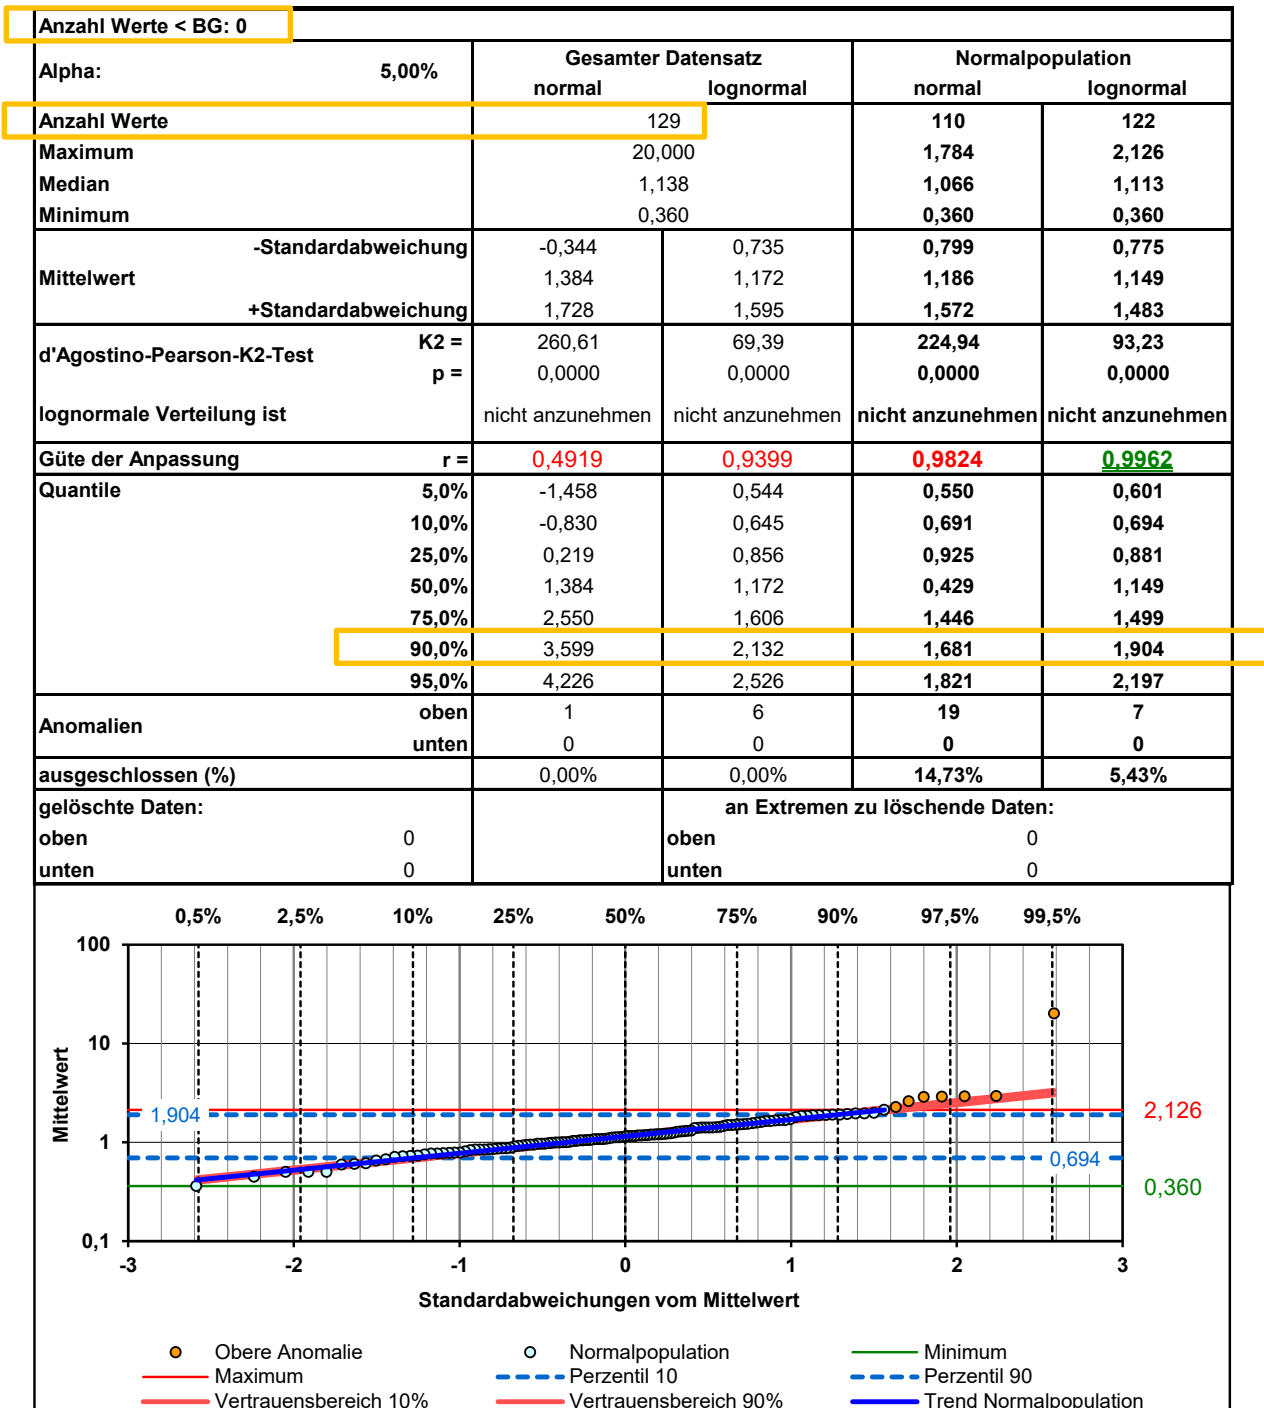 Anzahl Werte < BG: 0
Alpha: 5,00% Gesamter Datensatz Normalpopulation
normal lognormal normal lognormal
Anzahl Werte 129 110 122
Maximum 20,000 1,784 2,126
Median 1,138 1,066 1,113
Minimum 0,360 0,360 0,360
-Standardabweichung -0,344 0,735 0,799 0,775
Mittelwert 1,384 1,172 1,186 1,149
+Standardabweichung 1,728 1,595 1,572 1,483
d'Agostino-Pearson-K2-Test K2 = 260,61 69,39 224,94 93,23
p = 0,0000 0,0000 0,0000 0,0000
lognormale Verteilung ist nicht anzunehmen nicht anzunehmen nicht anzunehmen nicht anzunehmen
Güte der Anpassung r = 0,4919 0,9399 0,9824 0,9962
Quantile 5,0% -1,458 0,544 0,550 0,601
10,0% -0,830 0,645 0,691 0,694
25,0% 0,219 0,856 0,925 0,881
50,0% 1,384 1,172 0,429 1,149
75,0% 2,550 1,606 1,446 1,499
90,0% 3,599 2,132 1,681 1,904
95,0% 4,226 2,526 1,821 2,197
Anomalien oben 1 6 19 7
unten 0 0 0 0
ausgeschlossen (%) 0,00% 0,00% 14,73% 5,43%
gelöschte Daten: an Extremen zu löschende Daten:
oben 0 oben 0
unten 0 unten 0
0,5% 2,5% 10% 25% 50% 75% 90% 97,5% 99,5%
100
10
1
0,1
Mittelwert
1,904
2,126
0,694
0,360
-3 -2 -1 0 1 2 3
Standardabweichungen vom Mittelwert
Obere Anomalie Normalpopulation Minimum
Maximum Perzentil 10 Perzentil 90
Vertrauensbereich 10% Vertrauensbereich 90% Trend Normalpopulation